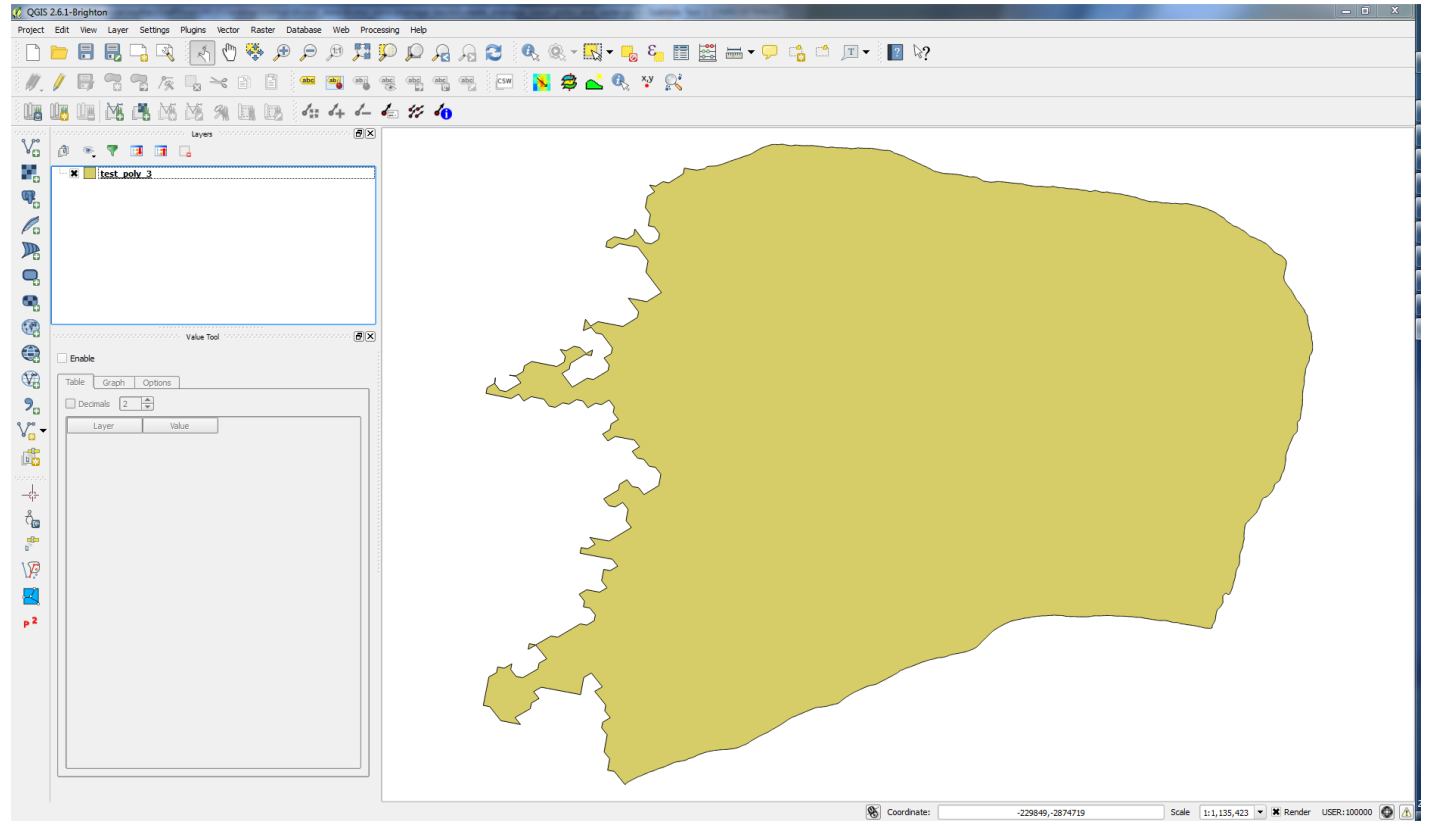 QGIS 2.6.1-Brighton
Project Edit View Layer Settings Plugins Vector Raster Database Web Processing Help
CSW
x,y
Layers
test_poly_3
Value Tool
Enable
Table Graph Options
Decimals 2
Layer Value
P 2
Coordinate: -229849,-2874719 Scale 1:1,135,423 Render USER:100000